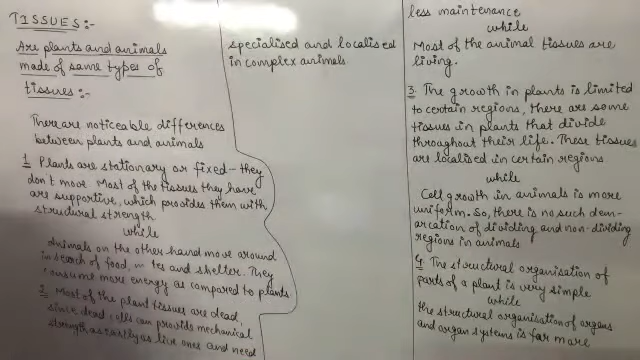 TISSUES:-
Are plants and animals
made of same types of
tissues:-
There are noticeable differences
between plants and animals
1 Plants are stationary or fixed - they
don't move Most of the tissues they have
are supportive, which provides them with
structural strength
while
Animals on the other hand move around
in search of food, and shelter. They
consume more energy as compared to plants
2 Most of the plant tissues are dead,
since dead cells can provide mechanical
strength as easily as live ones and need
less maintenance
while
Most of the animal tissues are
living.
3. The growth in plants is limited
to certain regions, there are some
tissues in plants that divide
throughout their life. These tissues
are localised in certain regions
while
Cell growth in animals is more
uniform. So, there is no such dem-
arcation of dividing and non-dividing
regions in animals
4. The structural organisation of
parts of a plant is very simple
while
the structural organisation of organs
and organ systems is far more
specialised and localised
in complex animals.